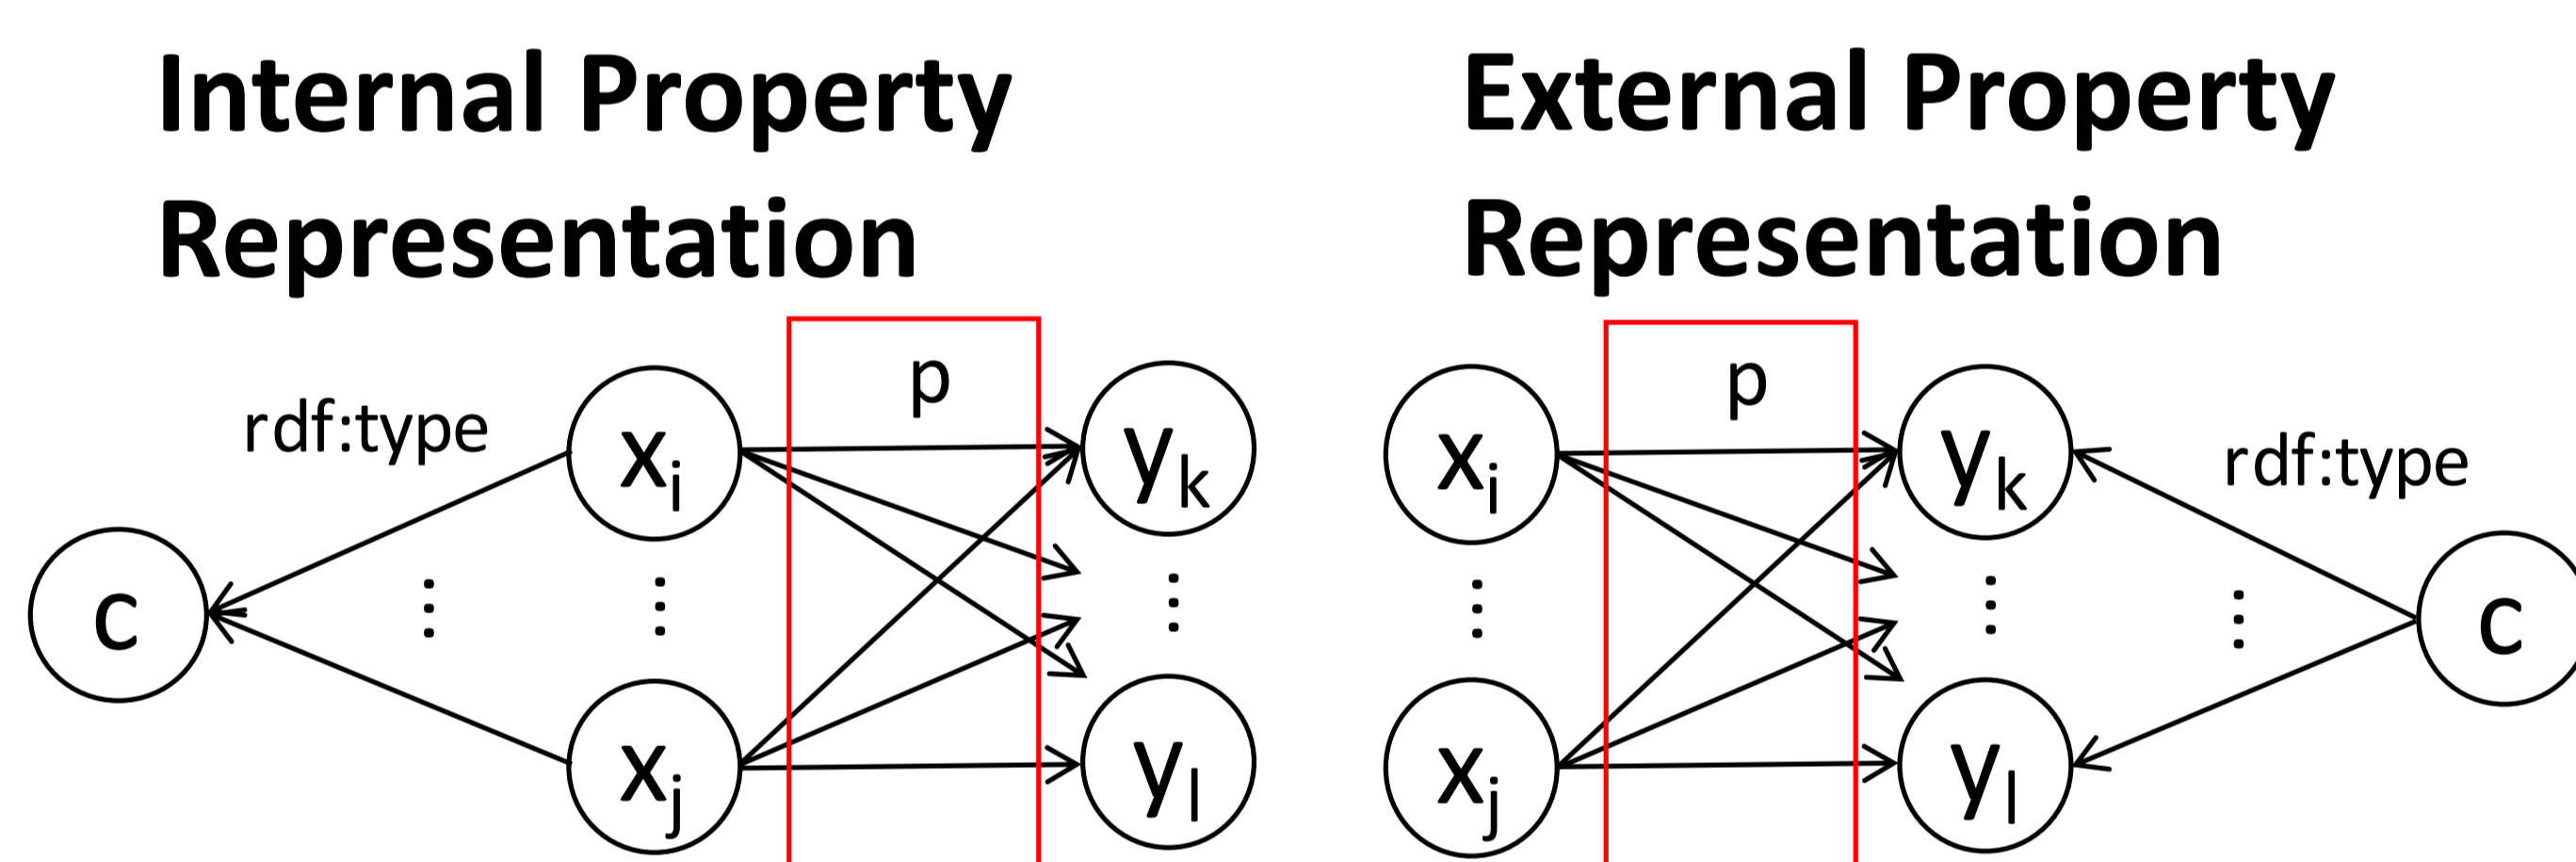 Internal Property
Representation
External Property
Representation
p
rdf:type
xi
yk
c
⋮
⋮
⋮
xj
yl
p
xi
yk
rdf:type
⋮
⋮
⋮
c
xj
yl